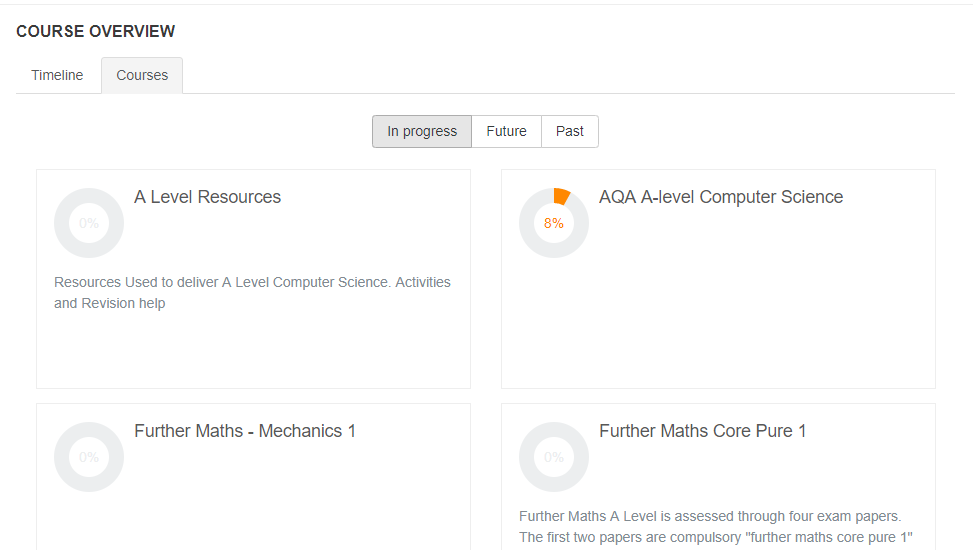 COURSE OVERVIEW
Timeline
Courses
In progress
Future
Past
0%
A Level Resources
Resources Used to deliver A Level Computer Science. Activities
and Revision help
8%
AQA A-level Computer Science
0%
Further Maths - Mechanics 1
0%
Further Maths Core Pure 1
Further Maths A Level is assessed through four exam papers.
The first two papers are compulsory "further maths core pure 1"